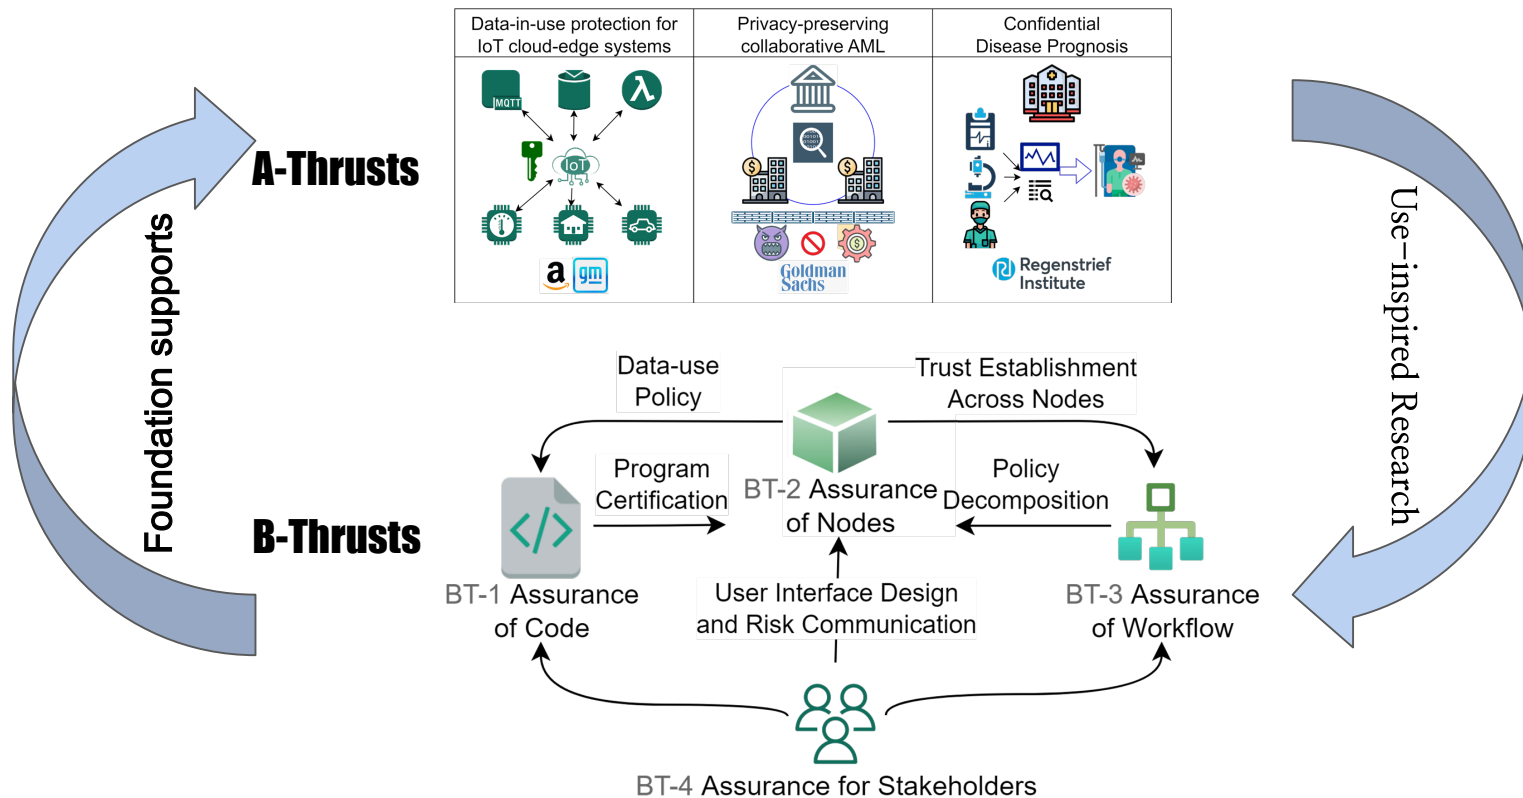 Data-in-use protection for
IoT cloud-edge systems
Privacy-preserving
collaborative AML
Confidential
Disease Prognosis
MQTT
λ
IoT
a
gm
$
$
$
Goldman
Sachs
Regenstrief
Institute
A-Thrusts
Foundation supports
Use-inspired Research
Data-use
Policy
Trust Establishment
Across Nodes
Program
Certification
BT-2 Assurance
of Nodes
Policy
Decomposition
B-Thrusts
</>
BT-1 Assurance
of Code
User Interface Design
and Risk Communication
BT-3 Assurance
of Workflow
BT-4 Assurance for Stakeholders